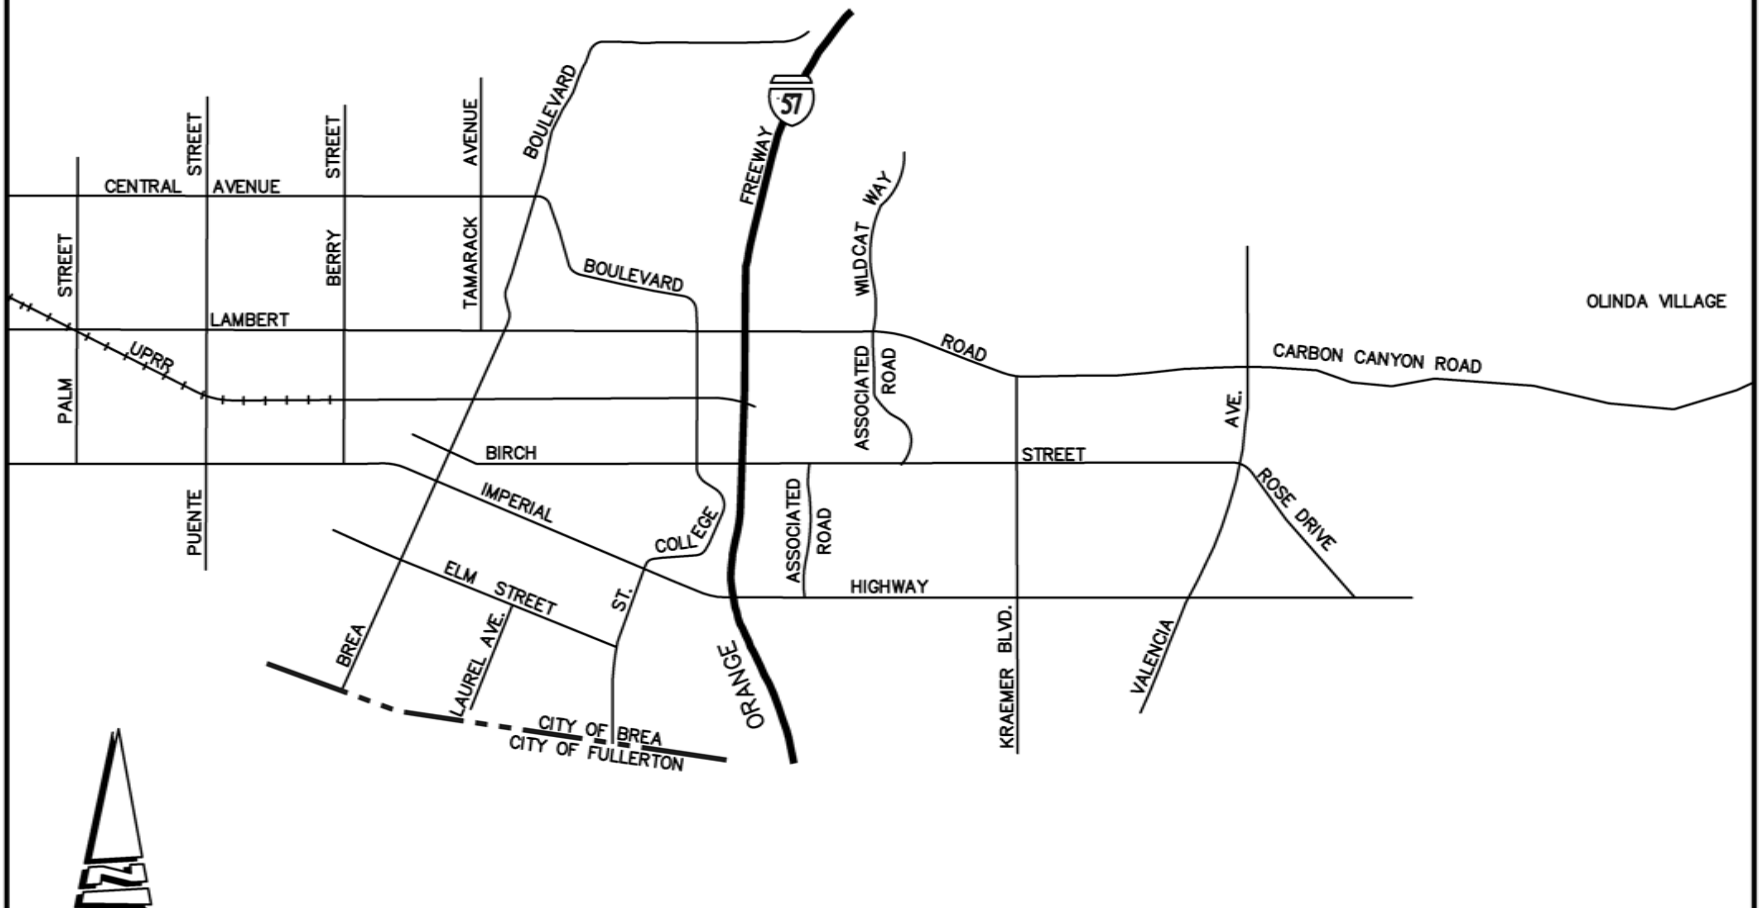 BOULEVARD
57
FREEWAY
STREET
STREET
AVENUE
CENTRAL AVENUE
WILDCAT WAY
STREET
BERRY
TAMARACK
BOULEVARD
OLINDA VILLAGE
LAMBERT
ROAD
UPRR
ASSOCIATED
ROAD
CARBON CANYON ROAD
PALM
AVE.
BIRCH
STREET
PUENTE
IMPERIAL
COLLEGE
ASSOCIATED
ROAD
ROSE DRIVE
ELM STREET
ST.
HIGHWAY
BREA
LAUREL AVE.
ORANGE
KRAEMER BLVD.
VALENCIA
CITY OF BREA
CITY OF FULLERTON
N